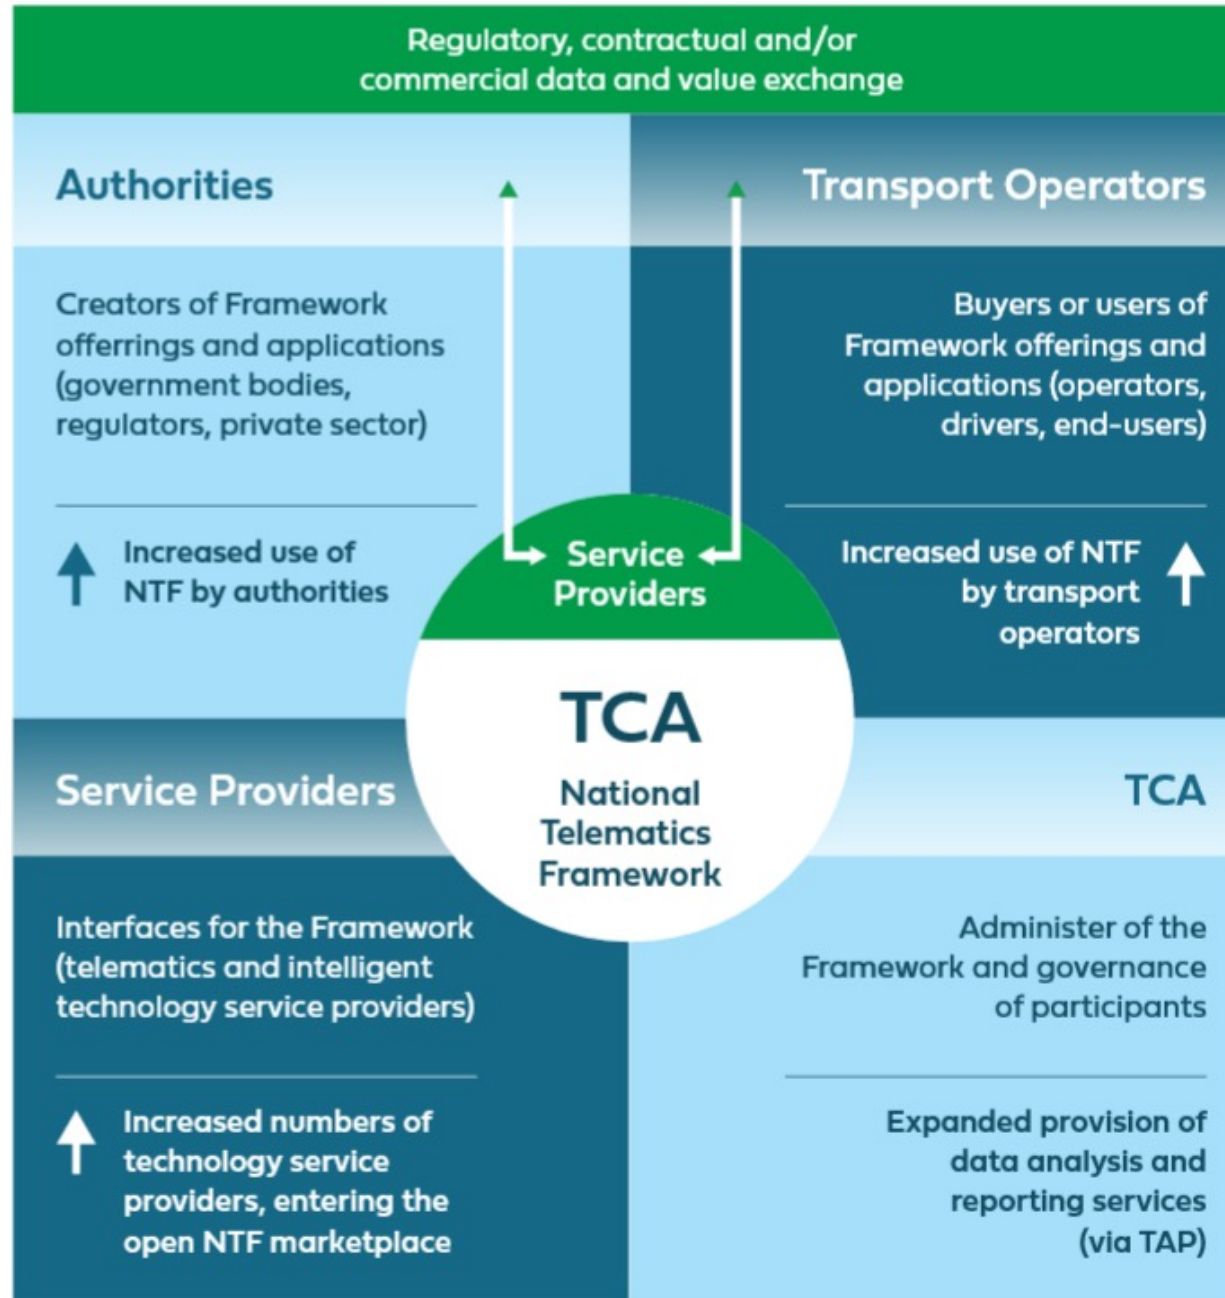 Regulatory, contractual and/or
commercial data and value exchange
Authorities
Creators of Framework
offerrings and applications
(government bodies,
regulators, private sector)
Increased use of
NTF by authorities
Transport Operators
Buyers or users of
Framework offerings and
applications (operators,
drivers, end-users)
Increased use of NTF
by transport
operators
Service
Providers
TCA
National
Telematics
Framework
Service Providers
Interfaces for the Framework
(telematics and intelligent
technology service providers)
Increased numbers of
technology service
providers, entering the
open NTF marketplace
TCA
Administer of the
Framework and governance
of participants
Expanded provision of
data analysis and
reporting services
(via TAP)